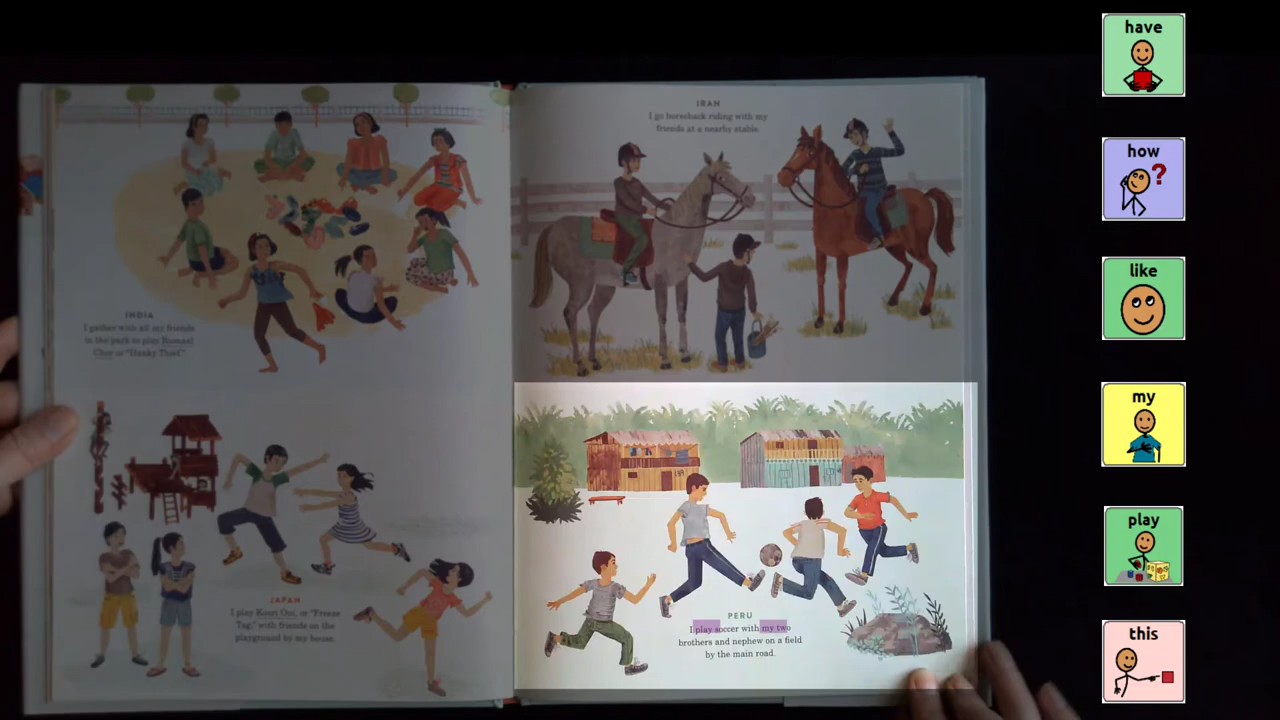 INDIA
I gather with all my friends
in the park to play Rumaal
Chor or "Hanky Thief."
JAPAN
I play Kouri Oni, or "Freeze
Tag," with friends on the
playground by my house.
IRAN
I go horseback riding with my
friends at a nearby stable.
PERU
I play soccer with my two
brothers and nephew on a field
by the main road.
have
how
?
like
my
play
this